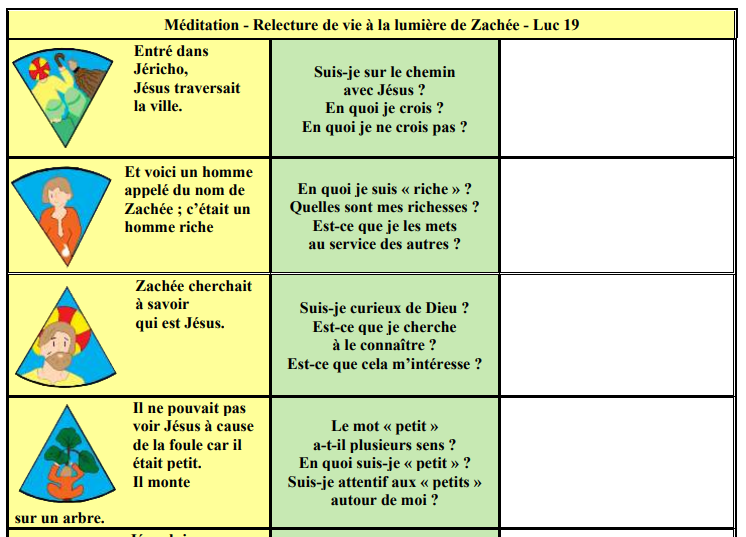 Méditation - Relecture de vie à la lumière de Zachée - Luc 19
Entré dans
Jéricho,
Jésus traversait
la ville.
Suis-je sur le chemin
avec Jésus ?
En quoi je crois ?
En quoi je ne crois pas ?
Et voici un homme
appelé du nom de
Zachée ; c’était un
homme riche
En quoi je suis « riche » ?
Quelles sont mes richesses ?
Est-ce que je les mets
au service des autres ?
Zachée cherchait
à savoir
qui est Jésus.
Suis-je curieux de Dieu ?
Est-ce que je cherche
à le connaître ?
Est-ce que cela m’intéresse ?
Il ne pouvait pas
voir Jésus à cause
de la foule car il
était petit.
Il monte
sur un arbre.
Le mot « petit »
a-t-il plusieurs sens ?
En quoi suis-je « petit » ?
Suis-je attentif aux « petits »
autour de moi ?